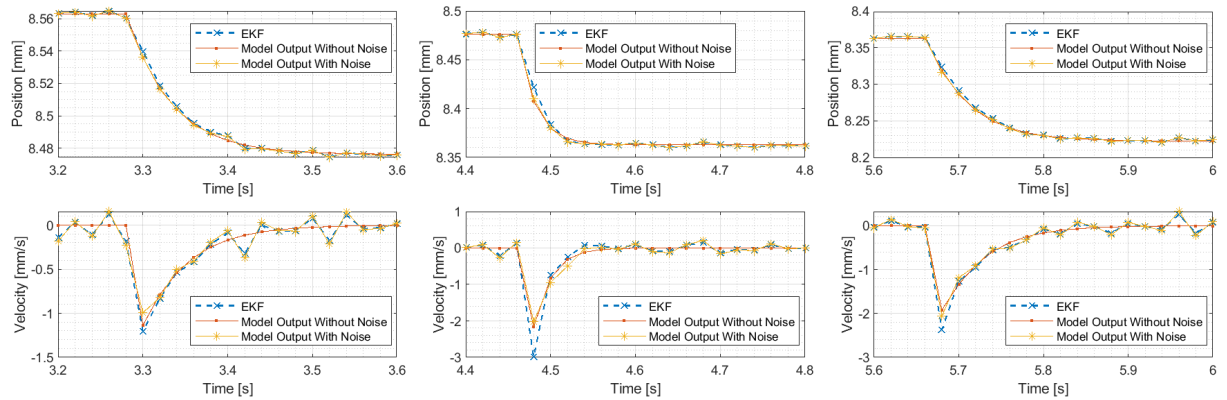 8.56
8.54
8.52
8.5
8.48
Position [mm]
EKF
Model Output Without Noise
Model Output With Noise
3.2 3.3 3.4 3.5 3.6
Time [s]
8.5
8.45
8.4
8.35
Position [mm]
EKF
Model Output Without Noise
Model Output With Noise
4.4 4.5 4.6 4.7 4.8
Time [s]
8.4
8.35
8.3
8.25
8.2
Position [mm]
EKF
Model Output Without Noise
Model Output With Noise
5.6 5.7 5.8 5.9 6
Time [s]
0
-0.5
-1
-1.5
Velocity [mm/s]
EKF
Model Output Without Noise
Model Output With Noise
3.2 3.3 3.4 3.5 3.6
Time [s]
1
0
-1
-2
-3
Velocity [mm/s]
EKF
Model Output Without Noise
Model Output With Noise
4.4 4.5 4.6 4.7 4.8
Time [s]
0
-1
-2
-3
Velocity [mm/s]
EKF
Model Output Without Noise
Model Output With Noise
5.6 5.7 5.8 5.9 6
Time [s]